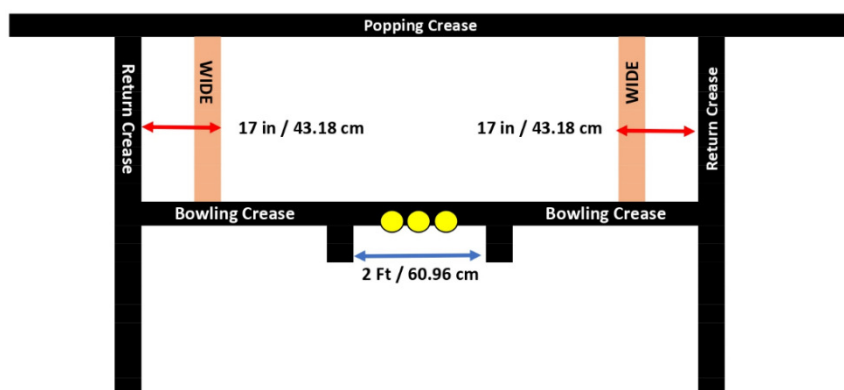 Popping Crease
Return Crease
WIDE
17 in / 43.18 cm
17 in / 43.18 cm
WIDE
Return Crease
Bowling Crease
Bowling Crease
2 Ft / 60.96 cm